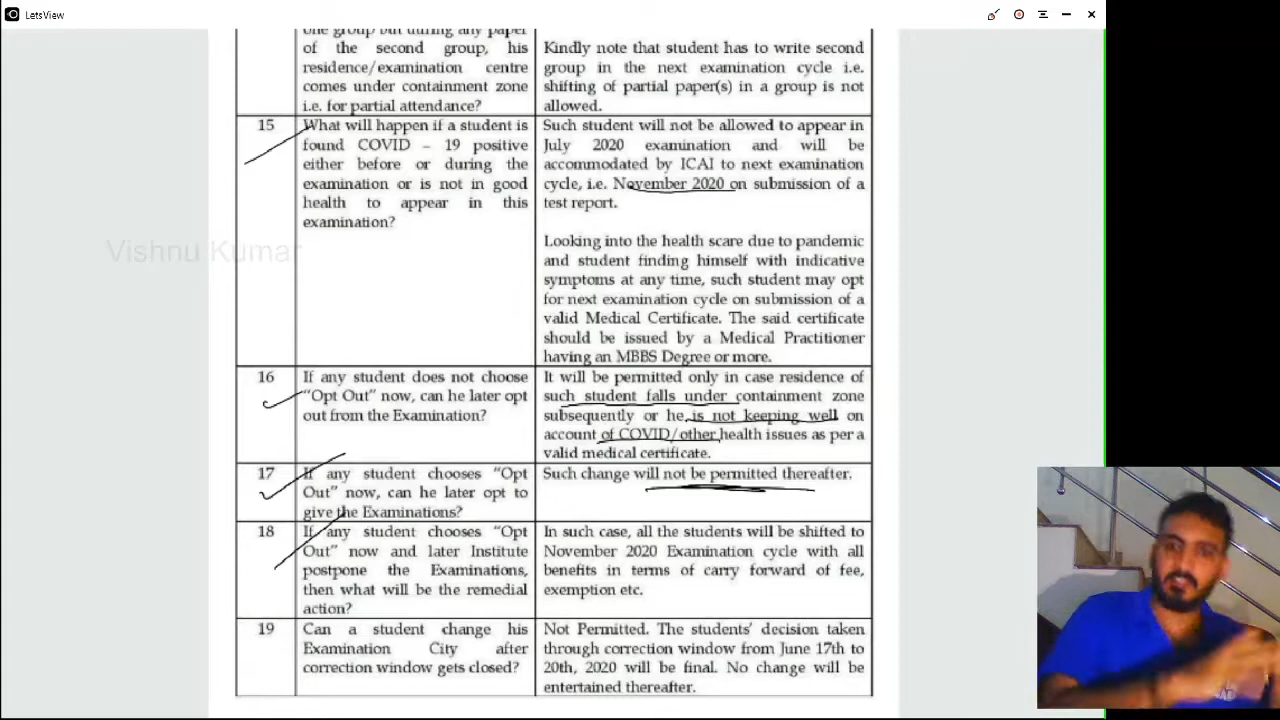 LetsView
one group but during any paper
of the second group, his
residence/examination centre
comes under containment zone
i.e. for partial attendance?
Kindly note that student has to write second
group in the next examination cycle i.e.
shifting of partial paper(s) in a group is not
allowed.
15
What will happen if a student is
found COVID – 19 positive
either before or during the
examination or is not in good
health to appear in this
examination?
Such student will not be allowed to appear in
July 2020 examination and will be
accommodated by ICAI to next examination
cycle, i.e. November 2020 on submission of a
test report.
Looking into the health scare due to pandemic
and student finding himself with indicative
symptoms at any time, such student may opt
for next examination cycle on submission of a
valid Medical Certificate. The said certificate
should be issued by a Medical Practitioner
having an MBBS Degree or more.
Vishnu Kumar
16
If any student does not choose
“Opt Out” now, can he later opt
out from the Examination?
It will be permitted only in case residence of
such student falls under containment zone
subsequently or he is not keeping well on
account of COVID/other health issues as per a
valid medical certificate.
17
If any student chooses “Opt
Out” now, can he later opt to
give the Examinations?
Such change will not be permitted thereafter.
18
If any student chooses “Opt
Out” now and later Institute
postpone the Examinations,
then what will be the remedial
action?
In such case, all the students will be shifted to
November 2020 Examination cycle with all
benefits in terms of carry forward of fee,
exemption etc.
19
Can a student change his
Examination City after
correction window gets closed?
Not Permitted. The students’ decision taken
through correction window from June 17th to
20th, 2020 will be final. No change will be
entertained thereafter.